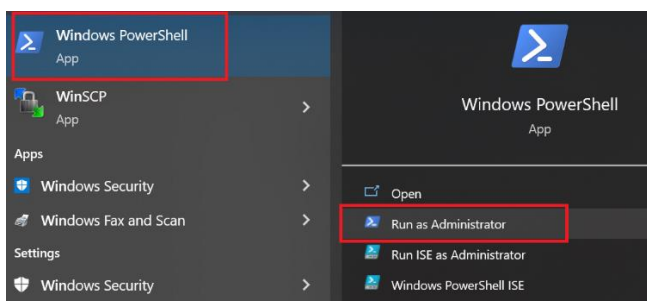 Windows PowerShell
App
WinSCP
App
Apps
Windows Security
Windows Fax and Scan
Settings
Windows Security
Windows PowerShell
App
Open
Run as Administrator
Run ISE as Administrator
Windows PowerShell ISE